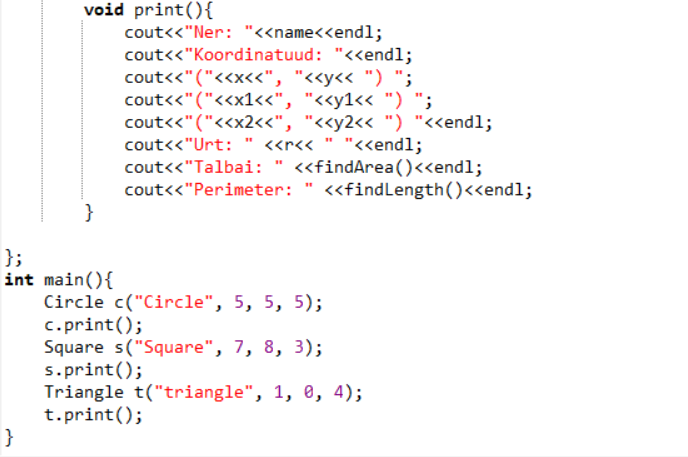 void print(){
cout<<"Ner: "<<name<<endl;
cout<<"Koordinatuud: "<<endl;
cout<<"("<<x<<", "<<y<< ") ";
cout<<"("<<x1<<", "<<y1<< ") ";
cout<<"("<<x2<<", "<<y2<< ") "<<endl;
cout<<"Urt: " <<r<< " "<<endl;
cout<<"Talbai: " <<findArea()<<endl;
cout<<"Perimeter: " <<findLength()<<endl;
}
};
int main(){
Circle c("Circle", 5, 5, 5);
c.print();
Square s("Square", 7, 8, 3);
s.print();
Triangle t("triangle", 1, 0, 4);
t.print();
}